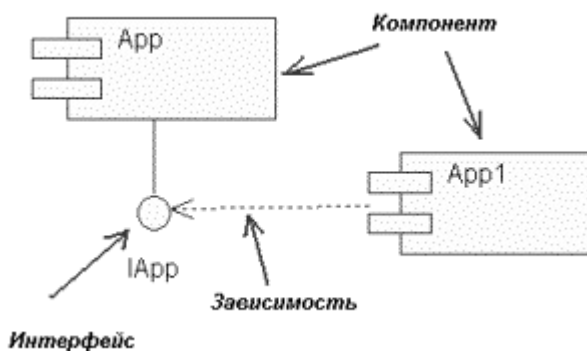 App
Компонент
App1
IApp
Зависимость
Интерфейс